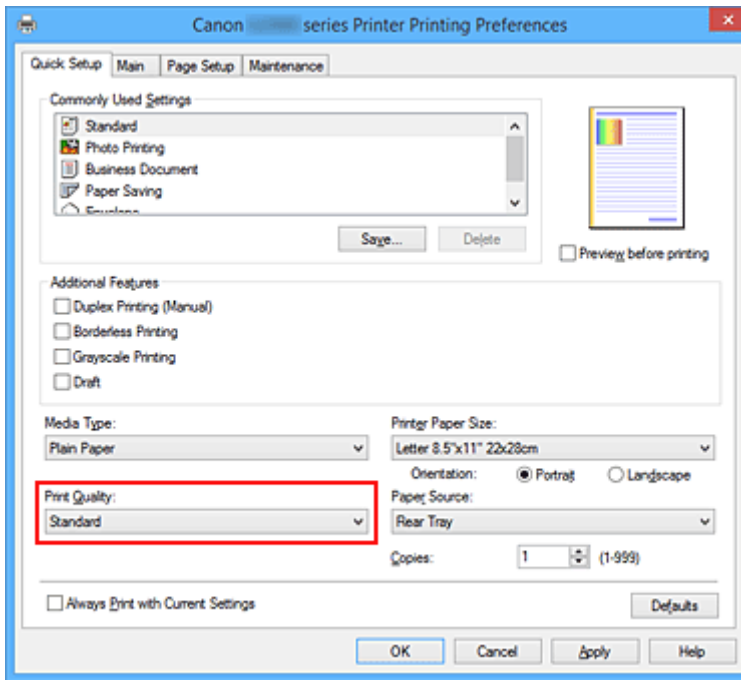 Canon series Printer Printing Preferences
Quick Setup Main Page Setup Maintenance
Commonly Used Settings
Standard
Photo Printing
Business Document
Paper Saving
Envelope
Save... Delete
Preview before printing
Additional Features
Duplex Printing (Manual)
Borderless Printing
Grayscale Printing
Draft
Media Type: Printer Paper Size:
Plain Paper Letter 8.5"x11" 22x28cm
Orientation: Portrait Landscape
Print Quality: Paper Source:
Standard Rear Tray
Copies: 1 (1-999)
Always Print with Current Settings Defaults
OK Cancel Apply Help